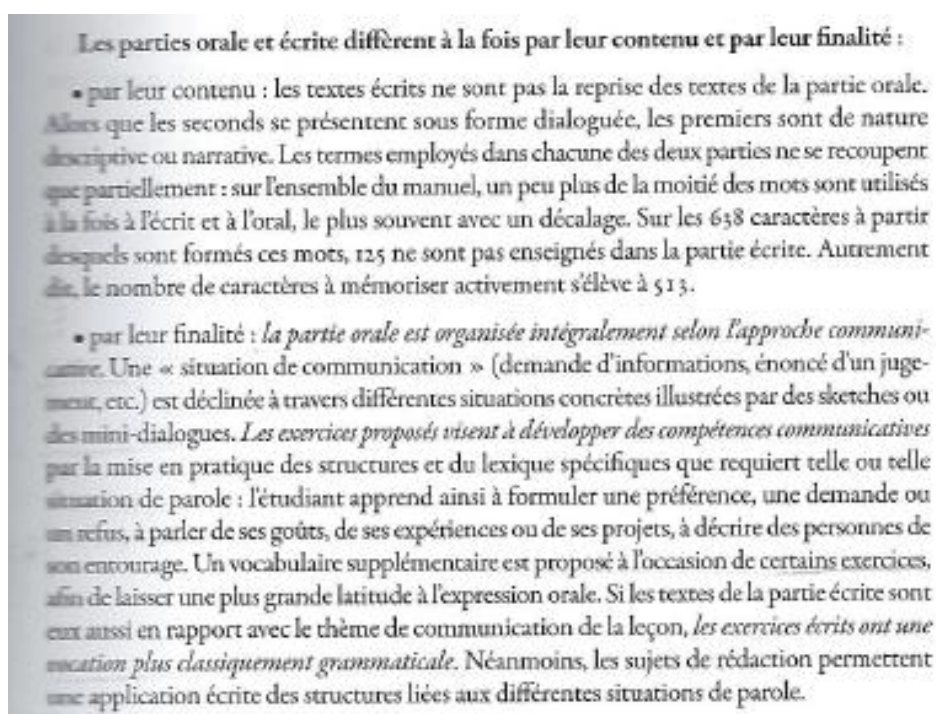 Les parties orale et écrite diffèrent à la fois par leur contenu et par leur finalité :
• par leur contenu : les textes écrits ne sont pas la reprise des textes de la partie orale.
Alors que les seconds se présentent sous forme dialoguée, les premiers sont de nature
descriptive ou narrative. Les termes employés dans chacune des deux parties ne se recoupent
que partiellement : sur l'ensemble du manuel, un peu plus de la moitié des mots sont utilisés
à la fois à l'écrit et à l'oral, le plus souvent avec un décalage. Sur les 638 caractères à partir
desquels sont formés ces mots, 125 ne sont pas enseignés dans la partie écrite. Autrement
dit, le nombre de caractères à mémoriser activement s'élève à 513.
• par leur finalité : la partie orale est organisée intégralement selon l'approche communi-
cative. Une « situation de communication » (demande d'informations, énoncé d'un juge-
ment, etc.) est déclinée à travers différentes situations concrètes illustrées par des sketches ou
des mini-dialogues. Les exercices proposés visent à développer des compétences communicatives
par la mise en pratique des structures et du lexique spécifiques que requiert telle ou telle
situation de parole : l'étudiant apprend ainsi à formuler une préférence, une demande ou
un refus, à parler de ses goûts, de ses expériences ou de ses projets, à décrire des personnes de
son entourage. Un vocabulaire supplémentaire est proposé à l'occasion de certains exercices,
afin de laisser une plus grande latitude à l'expression orale. Si les textes de la partie écrite sont
eux aussi en rapport avec le thème de communication de la leçon, les exercices écrits ont une
vocation plus classiquement grammaticale. Néanmoins, les sujets de rédaction permettent
une application écrite des structures liées aux différentes situations de parole.